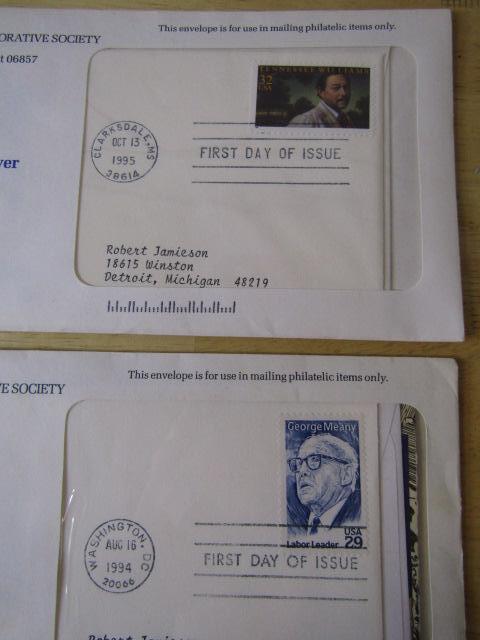 This envelope is for use in mailing philatelic items only.
ORATIVE SOCIETY
t 06857
ver
TENNESSEE WILLIAMS
32
USA
CLARKSDALE, MS
OCT 13
1995
38614
FIRST DAY OF ISSUE
Robert Jamieson
18615 Winston
Detroit, Michigan 48219
This envelope is for use in mailing philatelic items only.
VE SOCIETY
George Meany
USA
Labor Leader 29
WASHINGTON, DC
AUG 16
1994
20066
FIRST DAY OF ISSUE